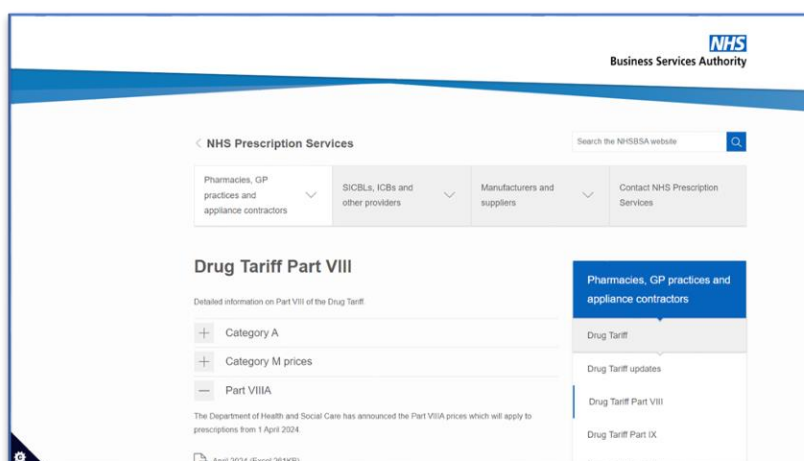 NHS
Business Services Authority
NHS Prescription Services
Search the NHSBSA website
Pharmacies, GP
practices and
appliance contractors
SICBLs, ICBs and
other providers
Manufacturers and
suppliers
Contact NHS Prescription
Services
Drug Tariff Part VIII
Detailed information on Part VIII of the Drug Tariff.
Category A
Category M prices
Part VIIIA
The Department of Health and Social Care has announced the Part VIIIA prices which will apply to
prescriptions from 1 April 2024.
April 2024 (Excel 261KB)
Pharmacies, GP practices and
appliance contractors
Drug Tariff
Drug Tariff updates
Drug Tariff Part VIII
Drug Tariff Part IX